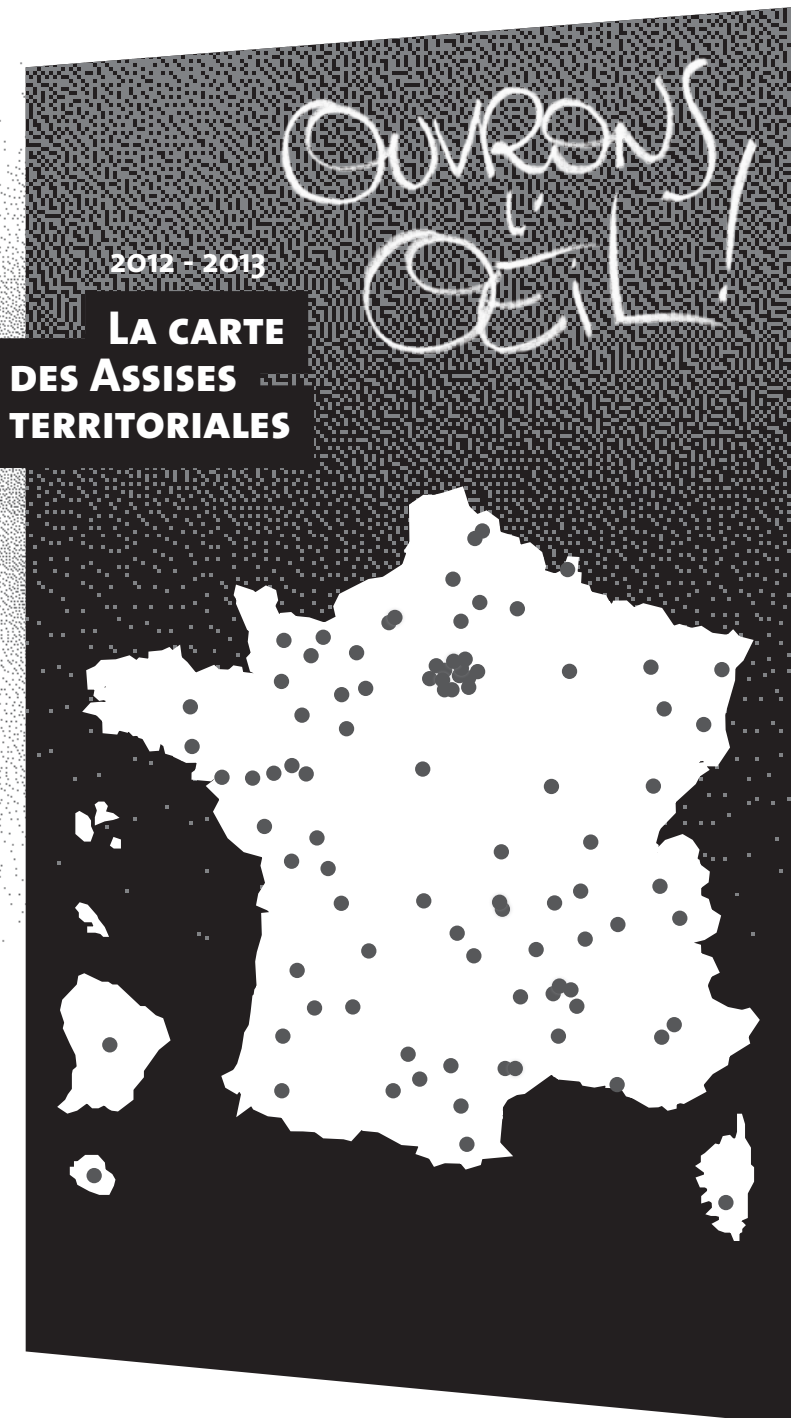 OUVRONS
L'
OEiL !
2012 - 2013
LA CARTE
DES ASSISES
TERRITORIALES